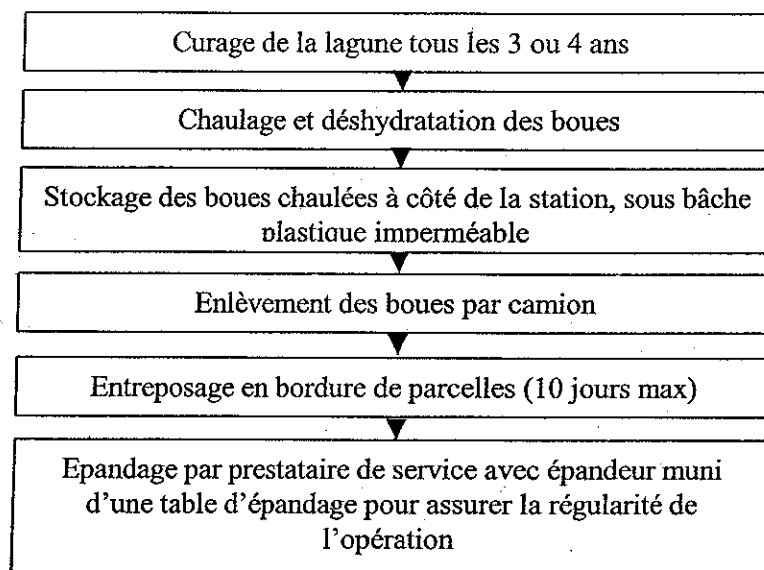 Curage de la lagune tous les 3 ou 4 ans
Chaulage et déshydratation des boues
Stockage des boues chaulées à côté de la station, sous bâche
plastique imperméable
Enlèvement des boues par camion
Entreposage en bordure de parcelles (10 jours max)
Epandage par prestataire de service avec épandeur muni
d'une table d'épandage pour assurer la régularité de
l'opération